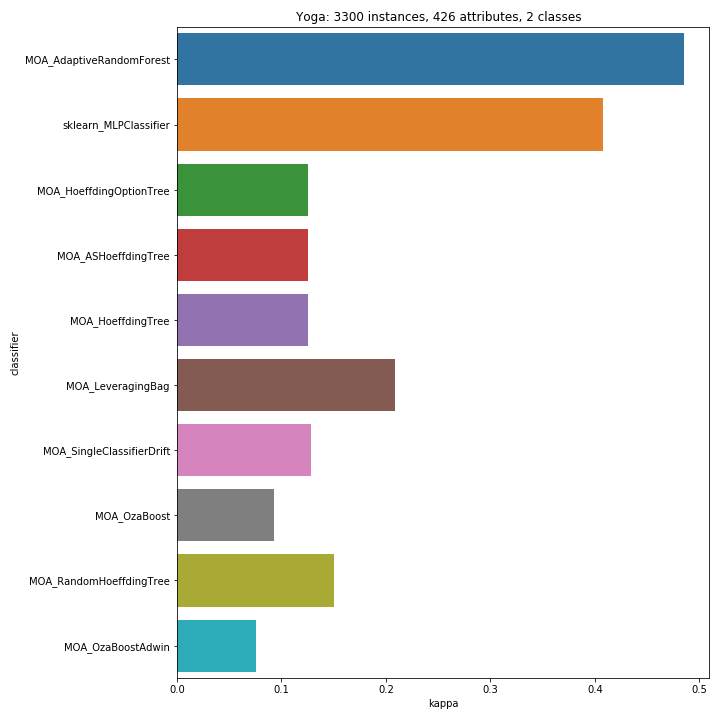 Yoga: 3300 instances, 426 attributes, 2 classes
MOA_AdaptiveRandomForest
sklearn_MLPClassifier
MOA_HoeffdingOptionTree
MOA_ASHoeffdingTree
MOA_HoeffdingTree
MOA_LeveragingBag
MOA_SingleClassifierDrift
MOA_OzaBoost
MOA_RandomHoeffdingTree
MOA_OzaBoostAdwin
classifier
0.0 0.1 0.2 0.3 0.4 0.5
kappa